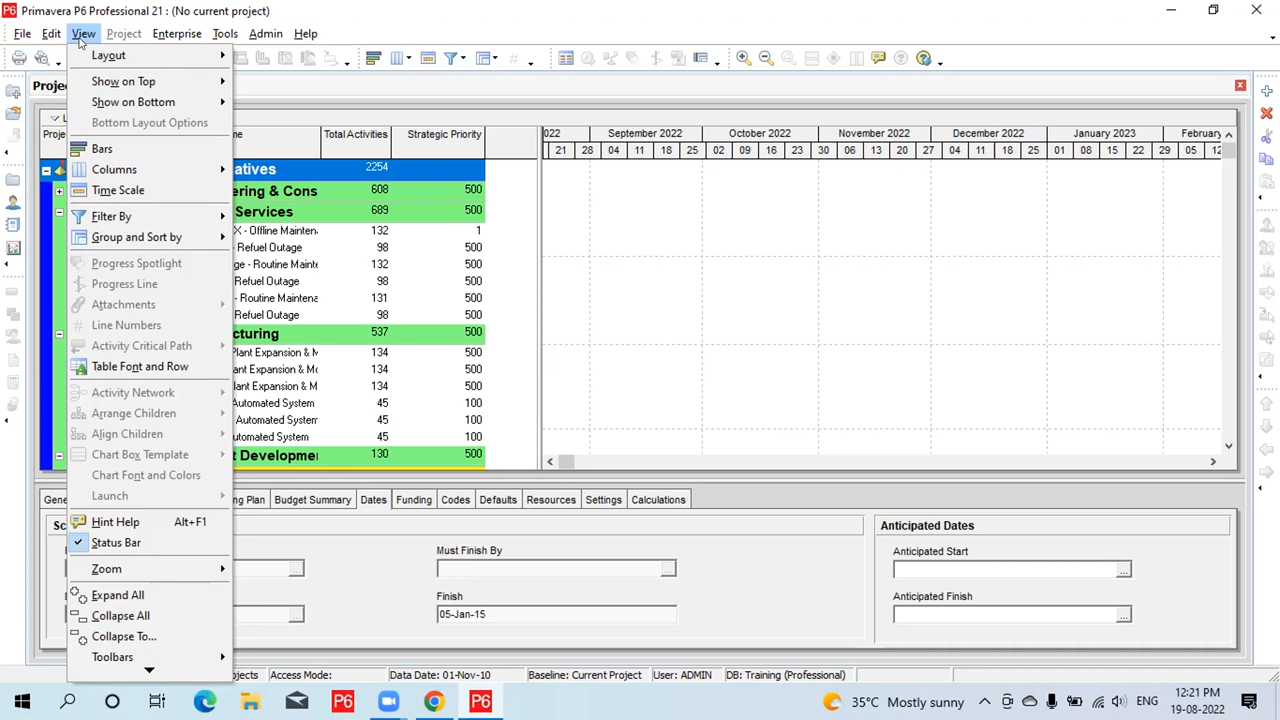 Primavera P6 Professional 21 : (No current project)
File Edit View Project Enterprise Tools Admin Help
Layout
Show on Top
Show on Bottom
Bottom Layout Options
Bars
Columns
Time Scale
Filter By
Group and Sort by
Progress Spotlight
Progress Line
Attachments
Line Numbers
Activity Critical Path
Table Font and Row
Activity Network
Arrange Children
Align Children
Chart Box Template
Chart Font and Colors
Launch
Hint Help Alt+F1
Status Bar
Zoom
Expand All
Collapse All
Collapse To...
Toolbars
Total Activities Strategic Priority
September 2022 October 2022 November 2022 December 2022 January 2023
21 28 04 11 18 25 02 09 16 23 30 06 13 20 27 04 11 18 25 01 08 15 22 29 05 12
atives 2254
ering & Cons 608 500
Services 689 500
X - Offline Mainten 132 1
Refuel Outage 98 500
ge - Routine Mainte 132 500
Refuel Outage 98 500
- Routine Maintena 131 500
Refuel Outage 98 500
cturing 537 500
lant Expansion & M 134 500
lant Expansion & M 134 500
lant Expansion & M 134 500
Automated System 45 100
Automated System 45 100
utomated System 45 100
t Developme 130 500
ng Plan Budget Summary Dates Funding Codes Defaults Resources Settings Calculations
Must Finish By
Finish
05-Jan-15
Anticipated Dates
Anticipated Start
Anticipated Finish
Access Mode: Data Date: 01-Nov-10 Baseline: Current Project User: ADMIN DB: Training (Professional)
35°C Mostly sunny ENG 12:21 PM
19-08-2022